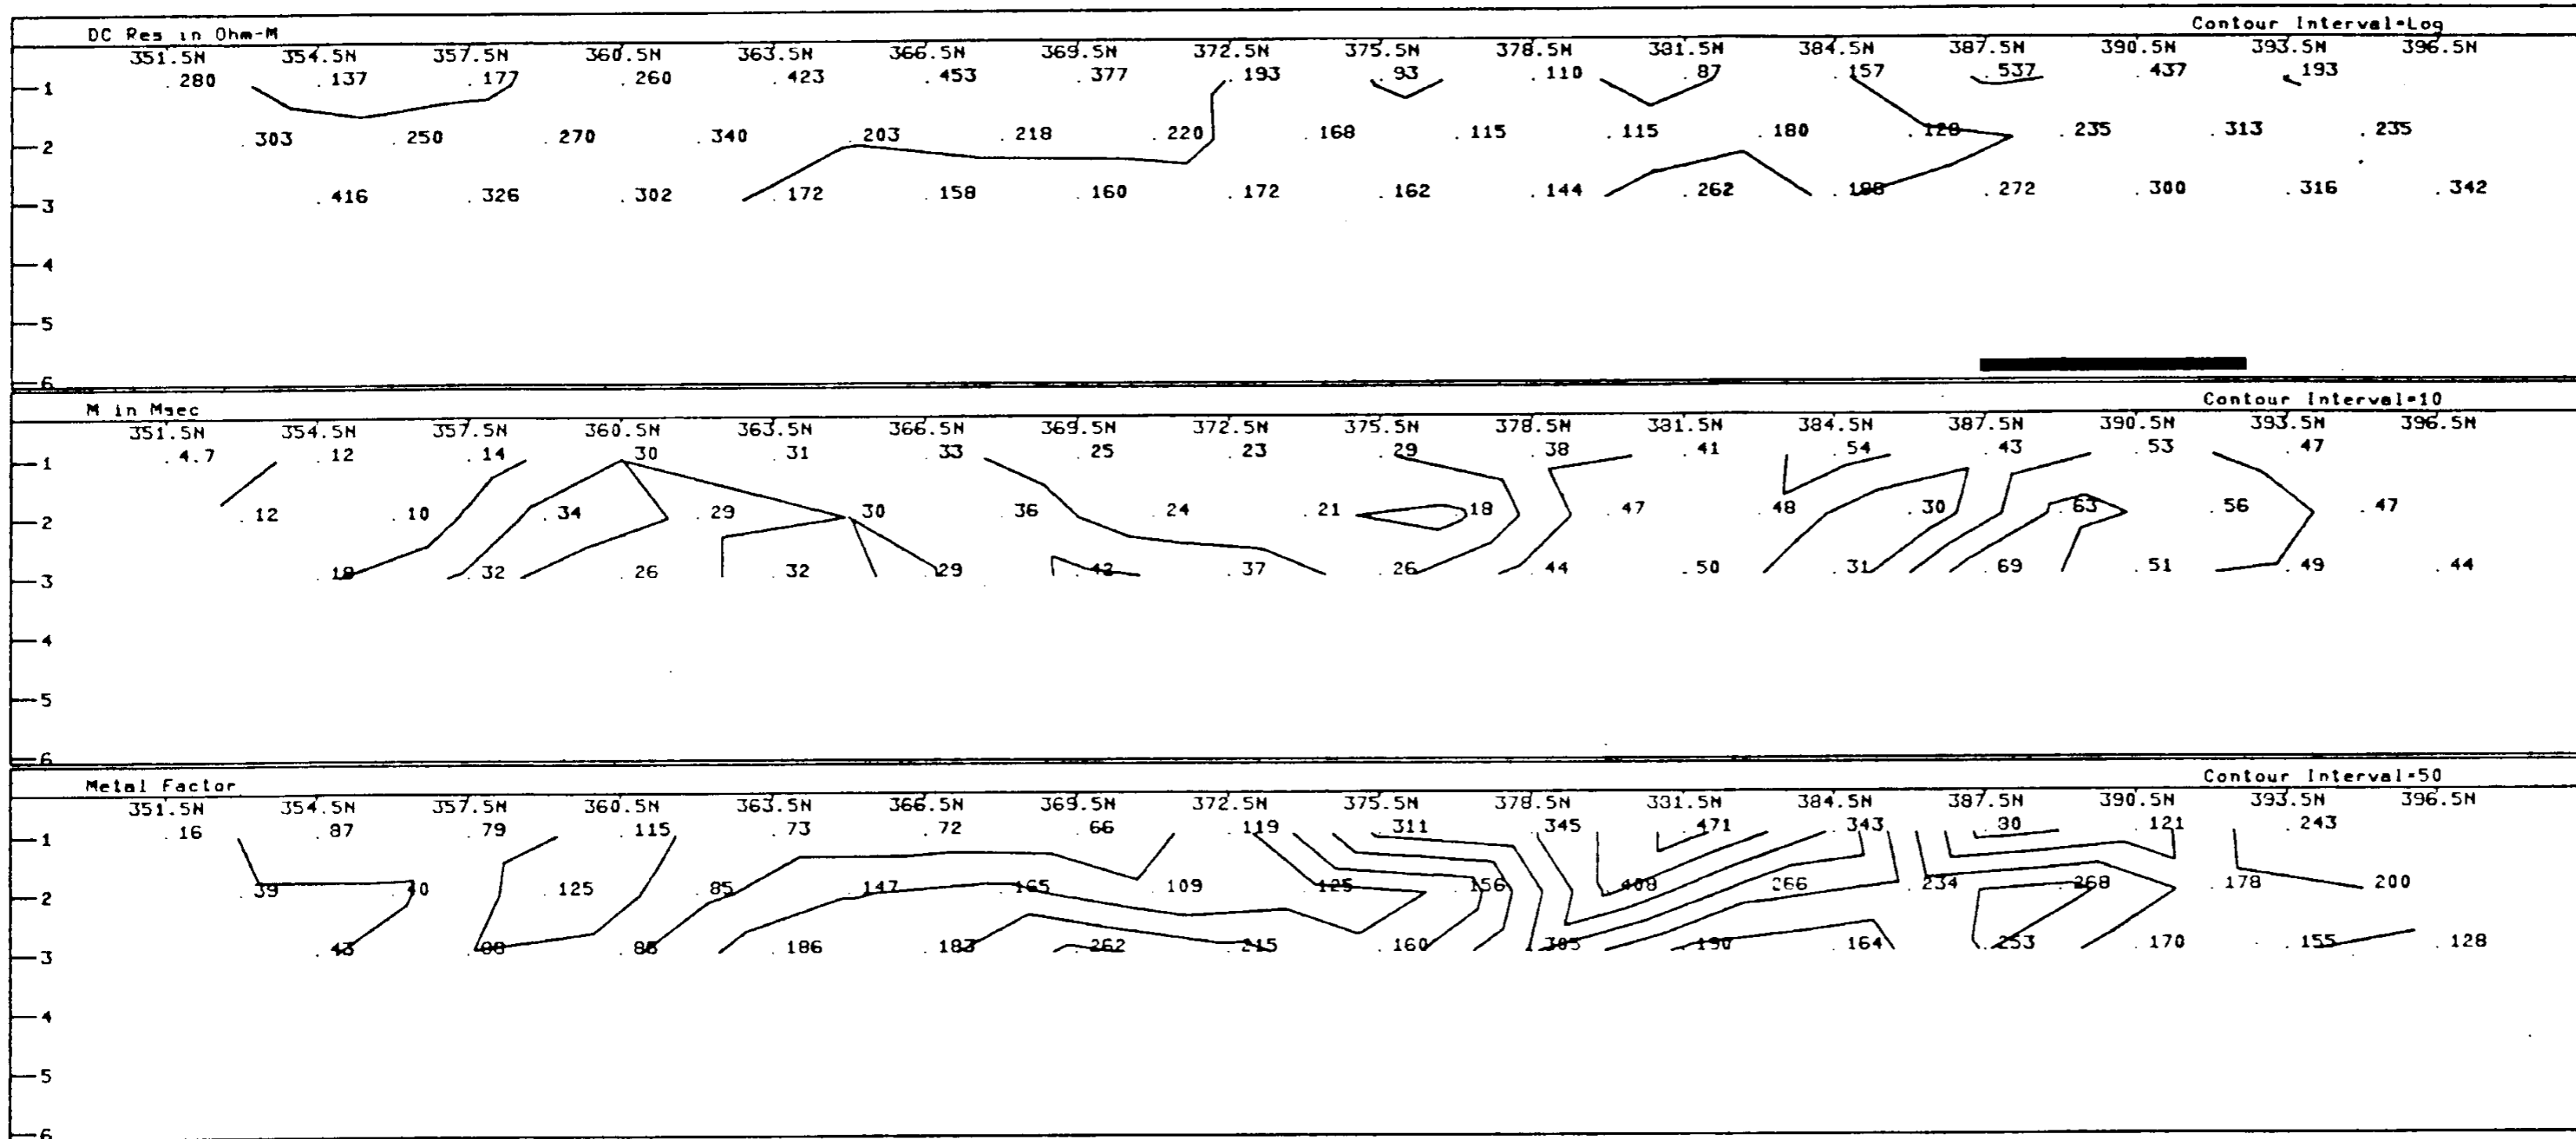 DC Res in Ohm-M Contour Interval=Log
351.5N 354.5N 357.5N 360.5N 363.5N 366.5N 369.5N 372.5N 375.5N 378.5N 381.5N 384.5N 387.5N 390.5N 393.5N 396.5N
1 .280 .137 .177 .260 .423 .453 .377 .193 .93 .110 .87 .157 .537 .437 .193
2 .303 .250 .270 .340 .203 .218 .220 .168 .115 .115 .180 .128 .235 .313 .235
3 .416 .326 .302 .172 .158 .160 .172 .162 .144 .262 .188 .272 .300 .316 .342
4
5
6
M in Msec Contour Interval=10
351.5N 354.5N 357.5N 360.5N 363.5N 366.5N 369.5N 372.5N 375.5N 378.5N 381.5N 384.5N 387.5N 390.5N 393.5N 396.5N
1 .4.7 .12 .14 .30 .31 .33 .25 .23 .29 .38 .41 .54 .43 .53 .47
2 .12 .10 .34 .29 .30 .36 .24 .21 .18 .47 .48 .30 .63 .56 .47
3 .18 .32 .26 .32 .29 .42 .37 .26 .44 .50 .31 .69 .51 .49 .44
4
5
6
Metal Factor Contour Interval=50
351.5N 354.5N 357.5N 360.5N 363.5N 366.5N 369.5N 372.5N 375.5N 378.5N 381.5N 384.5N 387.5N 390.5N 393.5N 396.5N
1 .16 .87 .79 .115 .73 .72 .66 .119 .311 .345 .471 .343 .80 .121 .243
2 .39 .40 .125 .85 .147 .165 .109 .125 .156 .408 .266 .234 .268 .178 .200
3 .43 .98 .86 .186 .183 .262 .215 .160 .305 .190 .164 .253 .170 .155 .128
4
5
6